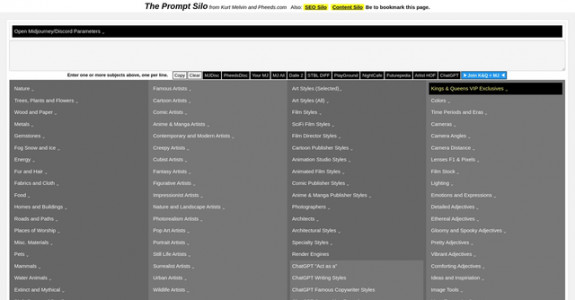 The Prompt Silo from Kurt Melvin and Pheeds.com Also: SEO Silo Content Silo Be to bookmark this page.
Open Midjourney/Discord Parameters
Enter one or more subjects above, one per line. Copy Clear MJDou PheedsDou Your MJ MJ Alt Dalle 2 STBL DIFF PlayGround NightCafe Futurepedia Artist HOF ChatGPT Join FAQ + MJ
Nature
Trees, Plants and Flowers
Wood and Paper
Metals
Gemstones
Fog Snow and Ice
Energy
Fur and Hair
Fabrics and Cloth
Food
Homes and Buildings
Roads and Paths
Places of Worship
Misc. Materials
Pets
Mammals
Water Animals
Extinct and Mythical
Famous Artists
Cartoon Artists
Comic Artists
Anime & Manga Artists
Contemporary and Modern Artists
Creepy Artists
Cubist Artists
Fantasy Artists
Figurative Artists
Impressionist Artists
Nature and Landscape Artists
Photorealism Artists
Pop Art Artists
Portrait Artists
Still Life Artists
Surrealist Artists
Urban Artists
Wildlife Artists
Art Styles (Selected)
Art Styles (All)
Film Styles
SciFi Film Styles
Film Director Styles
Cartoon Publisher Styles
Animation Studio Styles
Animated Film Styles
Comic Publisher Styles
Anime & Manga Publisher Styles
Photographers
Architects
Architectural Styles
Specialty Styles
Render Engines
ChatGPT "Act as a"
ChatGPT Writing Styles
ChatGPT Famous Copywriter Styles
Kings & Queens VIP Exclusives
Colors
Time Periods and Eras
Cameras
Camera Angles
Camera Distance
Lenses F1 & Pixels
Film Stock
Lighting
Emotions and Expressions
Detailed Adjectives
Ethereal Adjectives
Gloomy and Spooky Adjectives
Pretty Adjectives
Vibrant Adjectives
Comforting Adjectives
Ideas and Inspiration
Image Tools